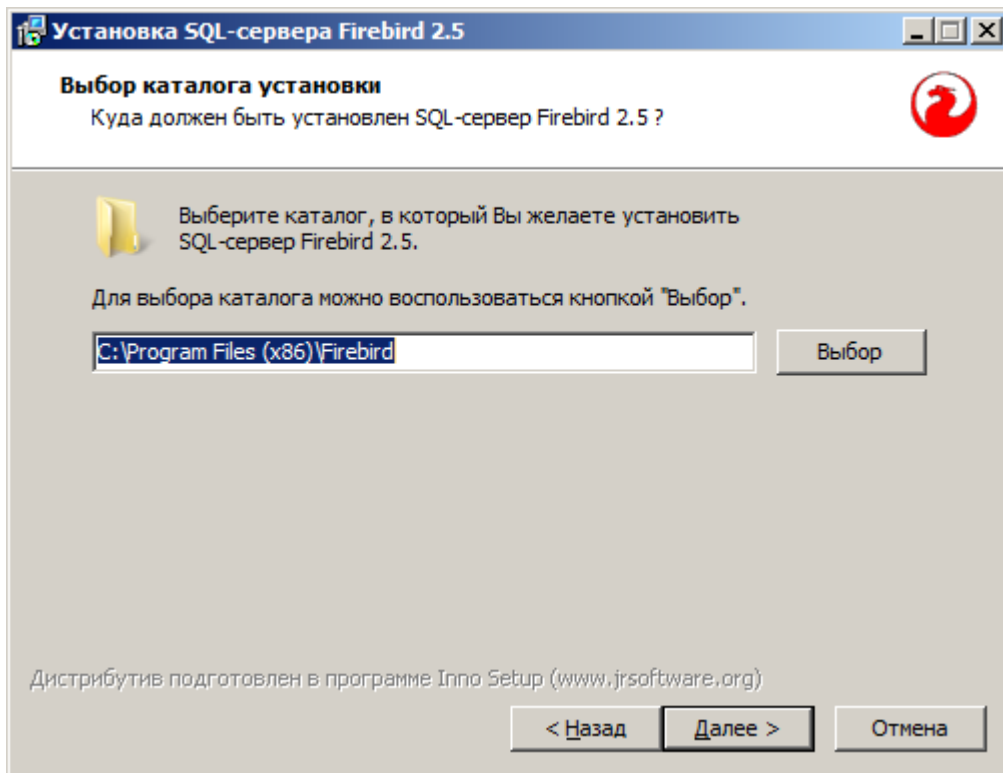 Установка SQL-сервера Firebird 2.5
Выбор каталога установки
Куда должен быть установлен SQL-сервер Firebird 2.5 ?
Выберите каталог, в который Вы желаете установить
SQL-сервер Firebird 2.5.
Для выбора каталога можно воспользоваться кнопкой "Выбор".
C:\Program Files (x86)\Firebird
Выбор
Дистрибутив подготовлен в программе Inno Setup (www.jrsoftware.org)
< Назад
Далее >
Отмена